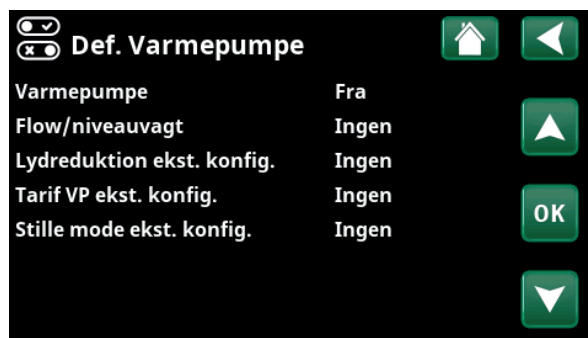 Def. Varmepumpe
Varmepumpe Fra
Flow/niveauvagt Ingen
Lydreduktion ekst. konfig. Ingen
Tarif VP ekst. konfig. Ingen
Stille mode ekst. konfig. Ingen
OK